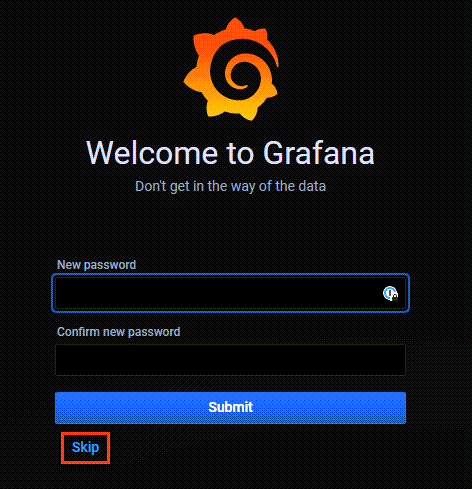 Welcome to Grafana
Don't get in the way of the data
New password
Confirm new password
Submit
Skip